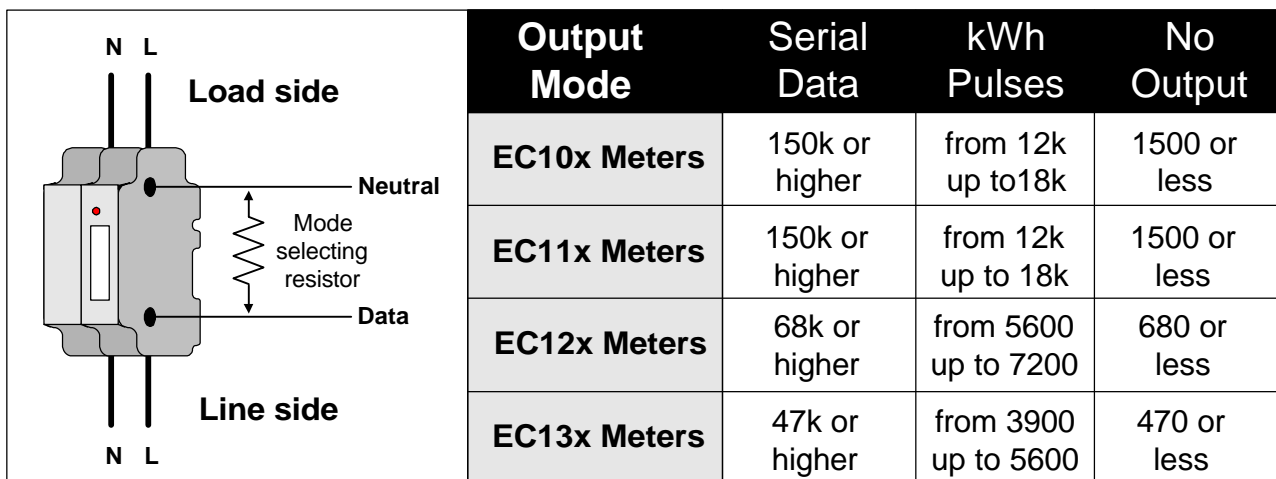 N L
Load side
Neutral
Mode
selecting
resistor
Data
Line side
N L
Output Mode
Serial Data
kWh Pulses
No Output
EC10x Meters
150k or higher
from 12k up to18k
1500 or less
EC11x Meters
150k or higher
from 12k up to 18k
1500 or less
EC12x Meters
68k or higher
from 5600 up to 7200
680 or less
EC13x Meters
47k or higher
from 3900 up to 5600
470 or less